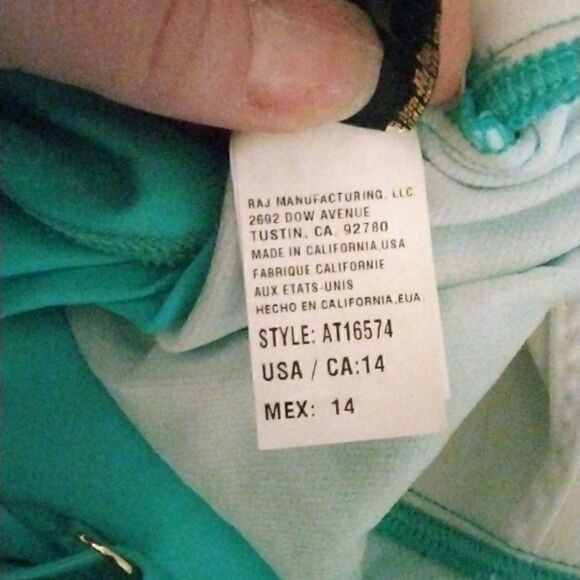 RAJ MANUFACTURING, LLC.
2692 DOW AVENUE
TUSTIN, CA. 92780
MADE IN CALIFORNIA,USA
FABRIQUE CALIFORNIE
AUX ETATS-UNIS
HECHO EN CALIFORNIA,EUA
STYLE: AT16574
USA / CA:14
MEX: 14